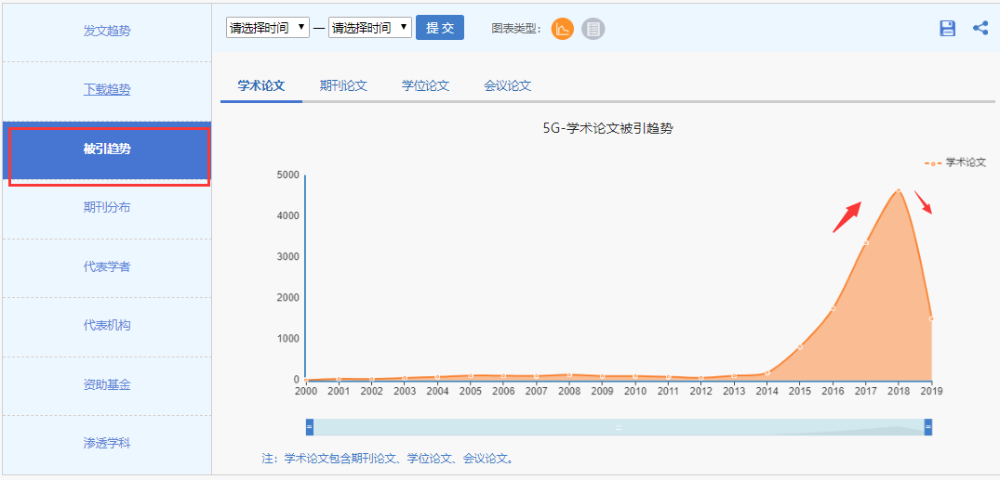 发文趋势
下载趋势
被引趋势
期刊分布
代表学者
代表机构
资助基金
渗透学科
请选择时间 — 请选择时间 提 交 图表类型:
学术论文 期刊论文 学位论文 会议论文
5G-学术论文被引趋势
学术论文
5000
4000
3000
2000
1000
0
2000 2001 2002 2003 2004 2005 2006 2007 2008 2009 2010 2011 2012 2013 2014 2015 2016 2017 2018 2019
注：学术论文包含期刊论文、学位论文、会议论文。